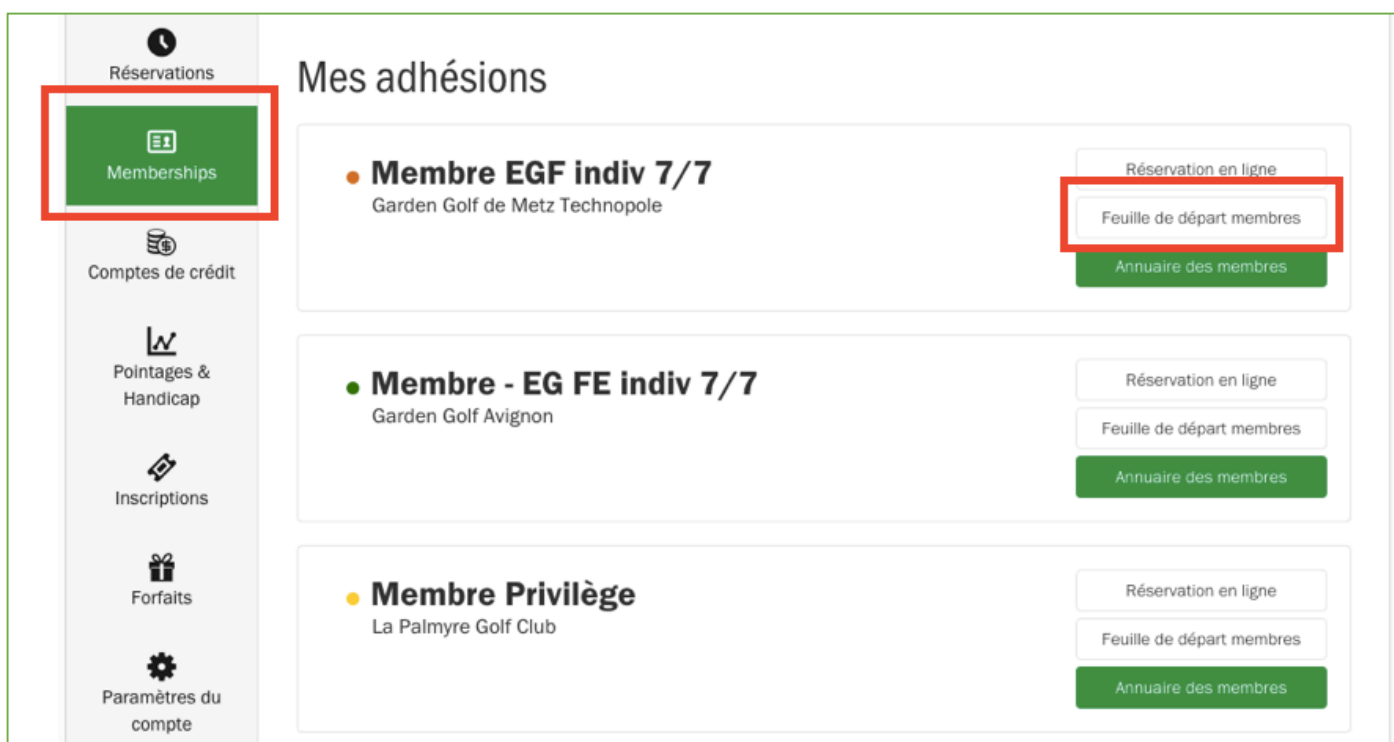 Réservations
Memberships
Comptes de crédit
Pointages &
Handicap
Inscriptions
Forfaits
Paramètres du
compte
Mes adhésions
Membre EGF indiv 7/7
Garden Golf de Metz Technopole
Réservation en ligne
Feuille de départ membres
Annuaire des membres
Membre - EG FE indiv 7/7
Garden Golf Avignon
Réservation en ligne
Feuille de départ membres
Annuaire des membres
Membre Privilège
La Palmyre Golf Club
Réservation en ligne
Feuille de départ membres
Annuaire des membres